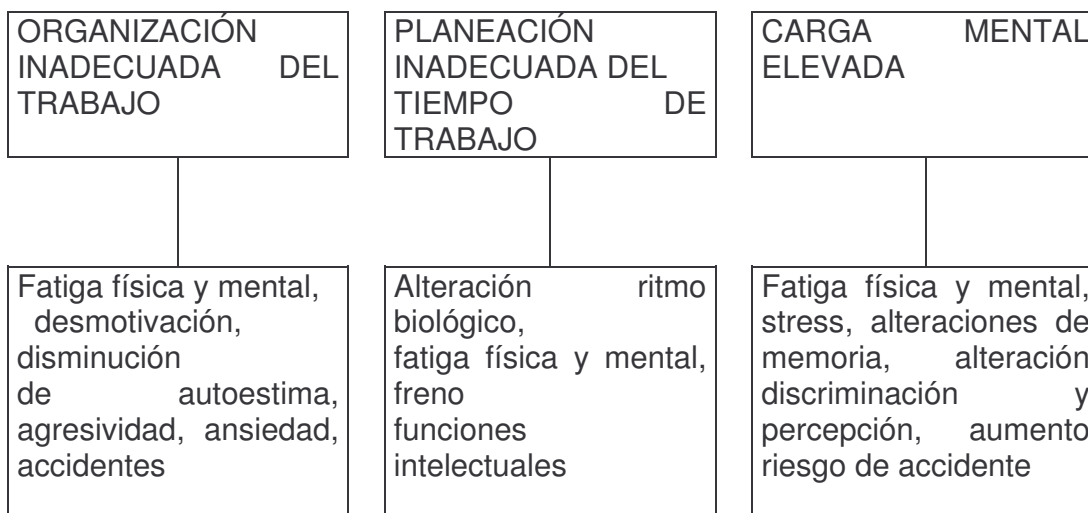 ORGANIZACIÓN
INADECUADA DEL
TRABAJO
PLANEACIÓN
INADECUADA DEL
TIEMPO DE
TRABAJO
CARGA MENTAL
ELEVADA
Fatiga física y mental,
desmotivación,
disminución
de autoestima,
agresividad, ansiedad,
accidentes
Alteración ritmo
biológico,
fatiga física y mental,
freno
funciones
intelectuales
Fatiga física y mental,
stress, alteraciones de
memoria, alteración
discriminación y
percepción, aumento
riesgo de accidente